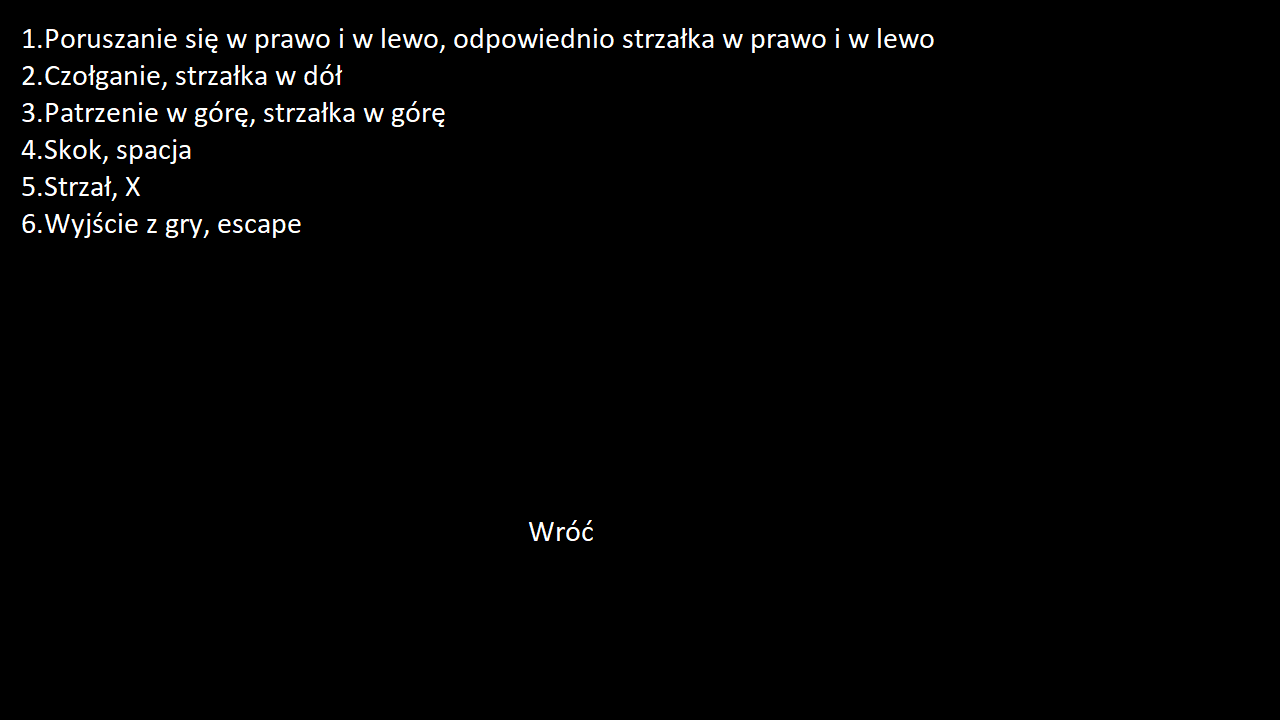 1.Poruszanie się w prawo i w lewo, odpowiednio strzałka w prawo i w lewo
2.Czołganie, strzałka w dół
3.Patrzenie w górę, strzałka w górę
4.Skok, spacja
5.Strzał, X
6.Wyjście z gry, escape
Wróć